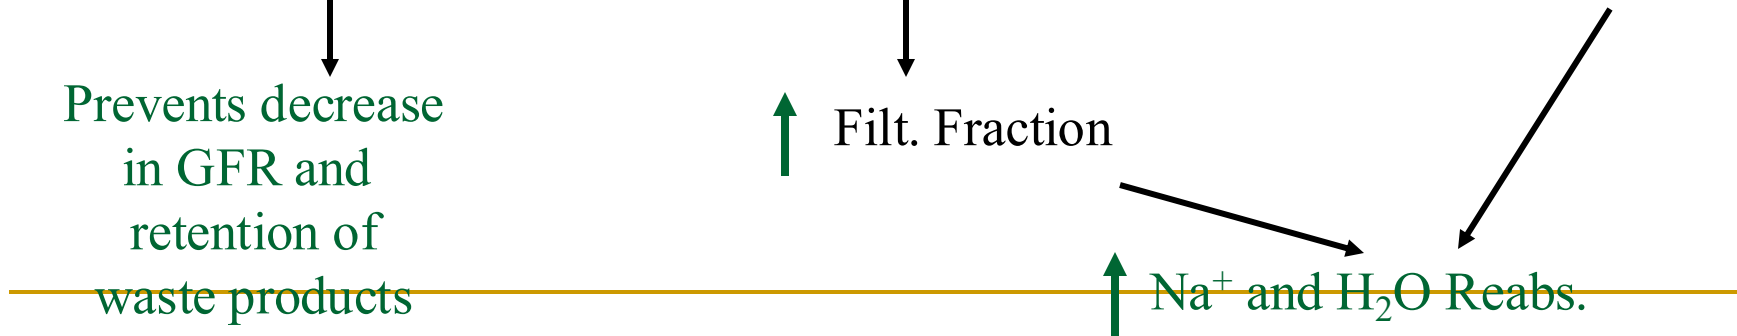 Prevents decrease
in GFR and
retention of
waste products
Filt. Fraction
Na⁺ and H₂O Reabs.